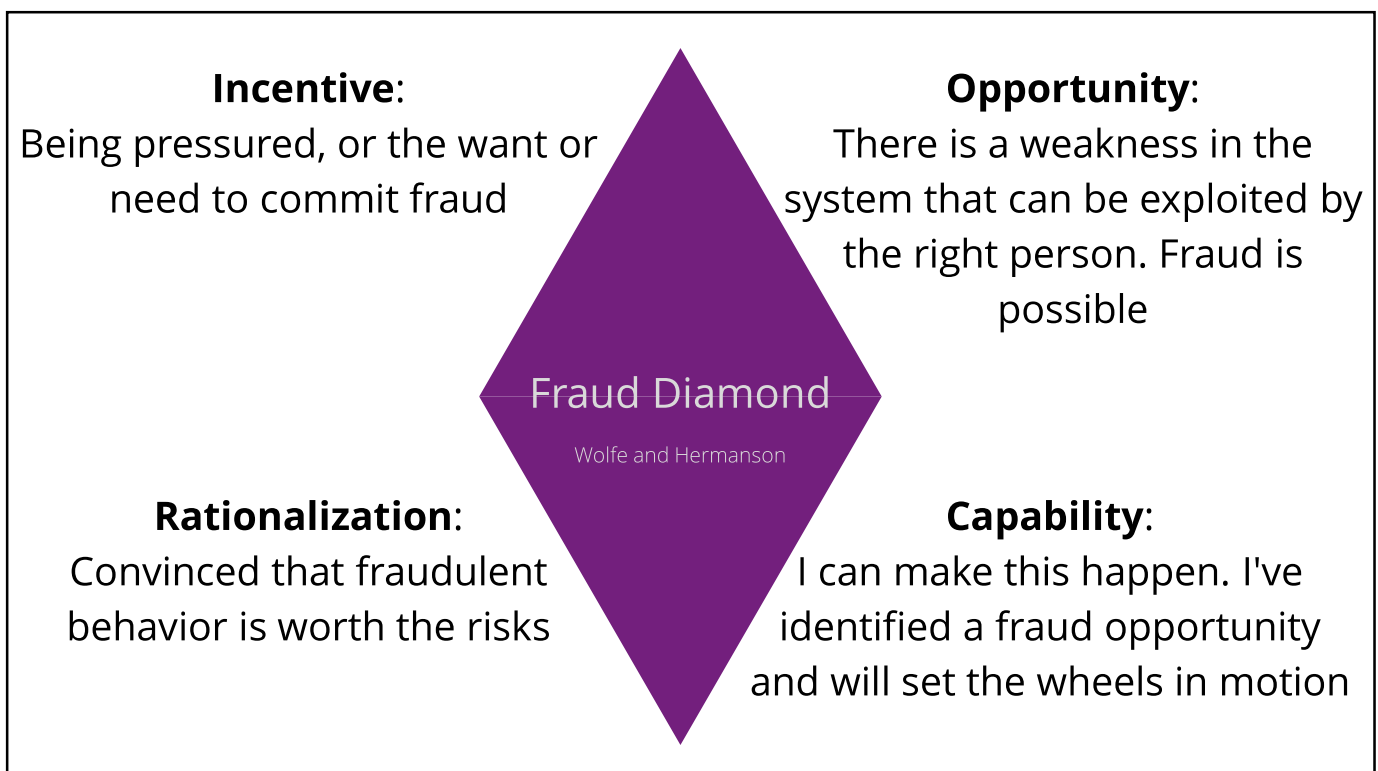 Incentive:
Being pressured, or the want or
need to commit fraud
Opportunity:
There is a weakness in the
system that can be exploited by
the right person. Fraud is
possible
Fraud Diamond
Wolfe and Hermanson
Rationalization:
Convinced that fraudulent
behavior is worth the risks
Capability:
I can make this happen. I've
identified a fraud opportunity
and will set the wheels in motion